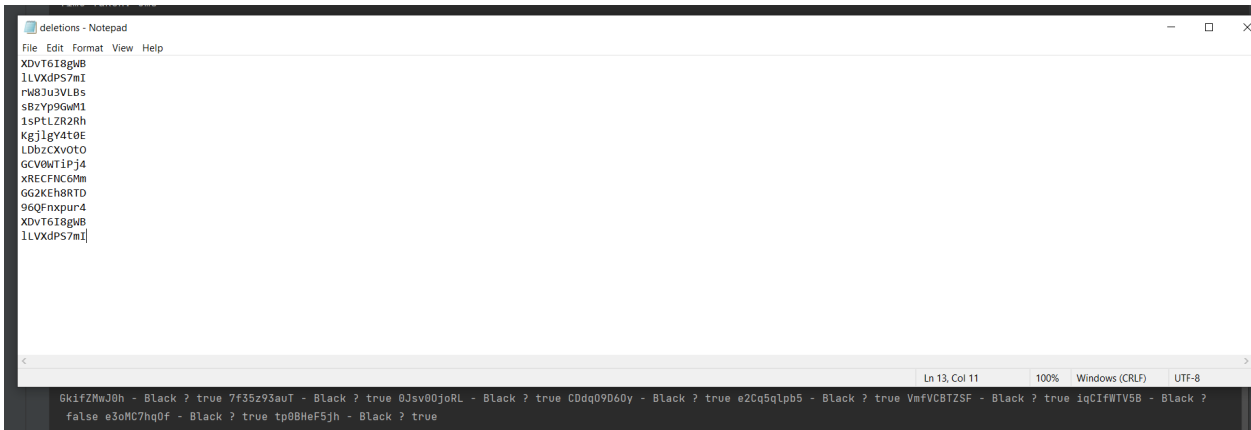 deletions - Notepad
File Edit Format View Help
XDvT6I8gWB
lLVXdPS7mI
rW8Ju3VLBs
sBzYp9GwM1
1sPtLZR2Rh
KgjlgY4t0E
LDbzCXvOtO
GCV0WTiPj4
xRECFNC6Mm
GG2KEh8RTD
96QFnxpur4
XDvT6I8gWB
lLVXdPS7mI
Ln 13, Col 11 100% Windows (CRLF) UTF-8
GkifZMwJ0h - Black ? true 7f35z93auT - Black ? true 0Jsv0OjoRL - Black ? true CDdqO9D6Oy - Black ? true e2Cq5qlpb5 - Black ? true VmfVCBTZSF - Black ? true iqCIfWTV5B - Black ?
false e3oMC7hqOf - Black ? true tp0BHeF5jh - Black ? true